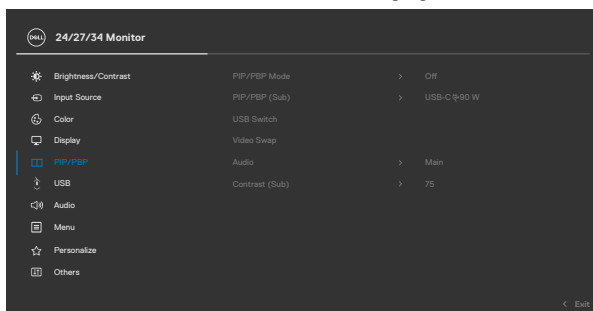 DELL 24/27/34 Monitor
Brightness/Contrast PIP/PBP Mode > Off
Input Source PIP/PBP (Sub) > USB-C 90 W
Color USB Switch
Display Video Swap
PIP/PBP Audio > Main
USB Contrast (Sub) > 75
Audio
Menu
Personalize
Others
< Exit